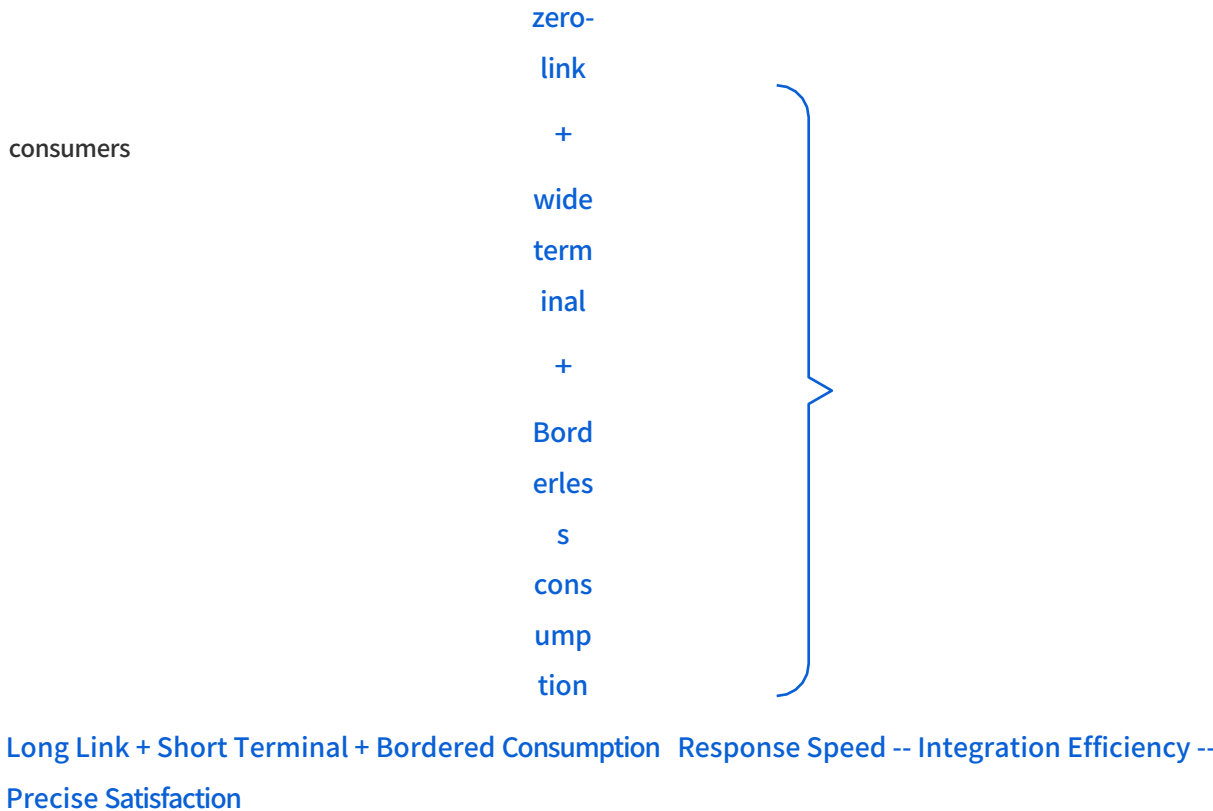 zero-
link
+
consumers
wide
term
inal
+
Bord
erles
s
cons
ump
tion
Long Link + Short Terminal + Bordered Consumption Response Speed -- Integration Efficiency --
Precise Satisfaction